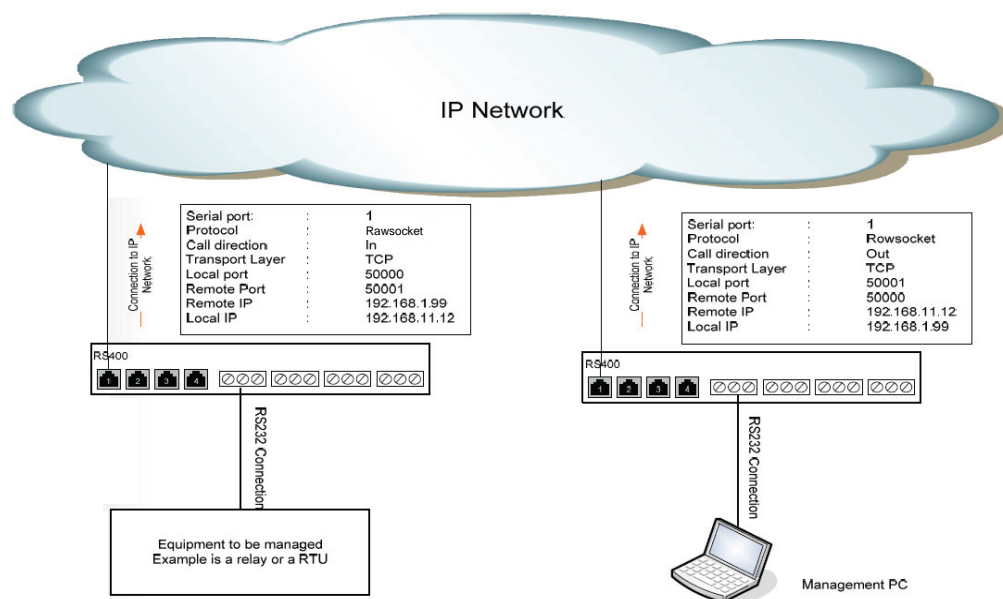 IP Network
Connection to IP
Network
Serial port: 1
Protocol : Rawsocket
Call direction : In
Transport Layer : TCP
Local port : 50000
Remote Port : 50001
Remote IP : 192.168.1.99
Local IP : 192.168.11.12
RS400
1 2 3 4
RS232 Connection
Equipment to be managed
Example is a relay or a RTU
Connection to IP
Network
Serial port: 1
Protocol : Rowsocket
Call direction : Out
Transport Layer : TCP
Local port : 50001
Remote Port : 50000
Remote IP : 192.168.11.12
Local IP : 192.168.1.99
RS400
1 2 3 4
RS232 Connection
Management PC